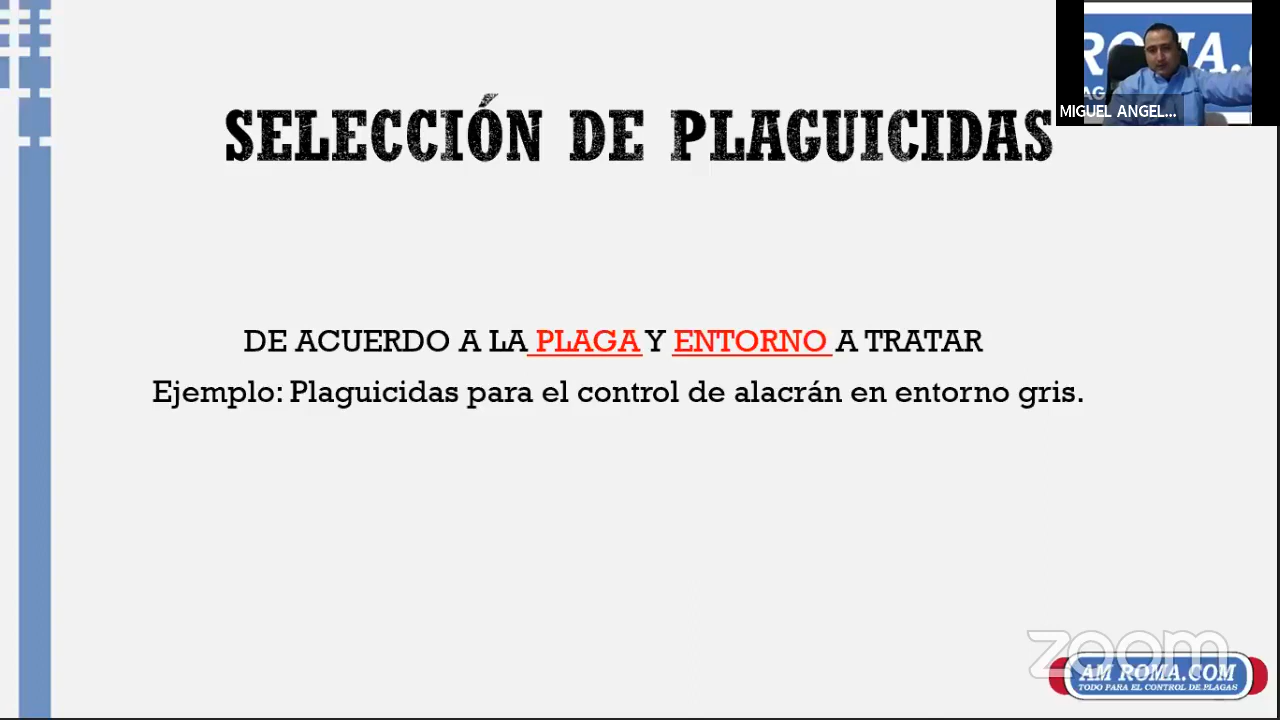 SELECCIÓN DE PLAGUICIDAS
DE ACUERDO A LA PLAGA Y ENTORNO A TRATAR
Ejemplo: Plaguicidas para el control de alacrán en entorno gris.
MIGUEL ANGEL...
zoom
AM ROMA.COM
TODO PARA EL CONTROL DE PLAGAS